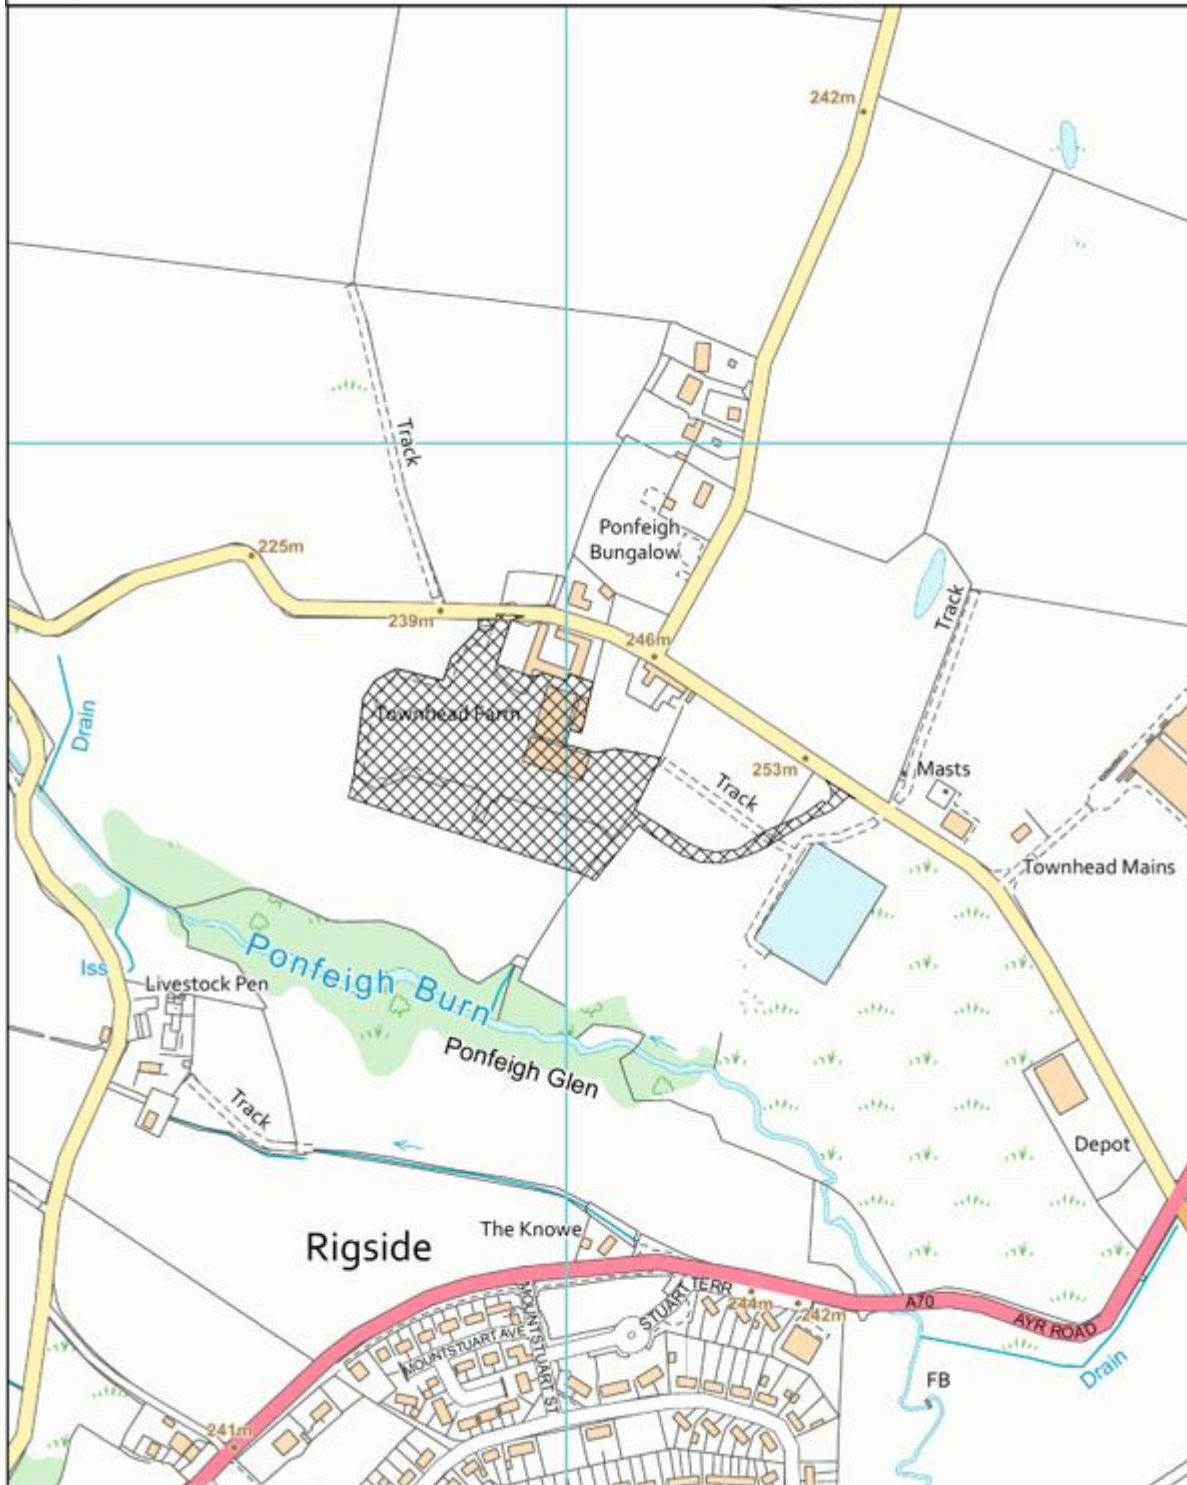 242m
Track
Ponfeigh
Bungalow
225m
239m
246m
Track
Drain
Townhead Farm
253m
Masts
Track
Townhead Mains
Iss
Livestock Pen
Ponfeigh Burn
Ponfeigh Glen
Track
Depot
The Knowe
Rigside
MOUNTSTUART ST
STUART TERR
244m
242m
A70
AYR ROAD
MOUNTSTUART AVE
FB
Drain
241m